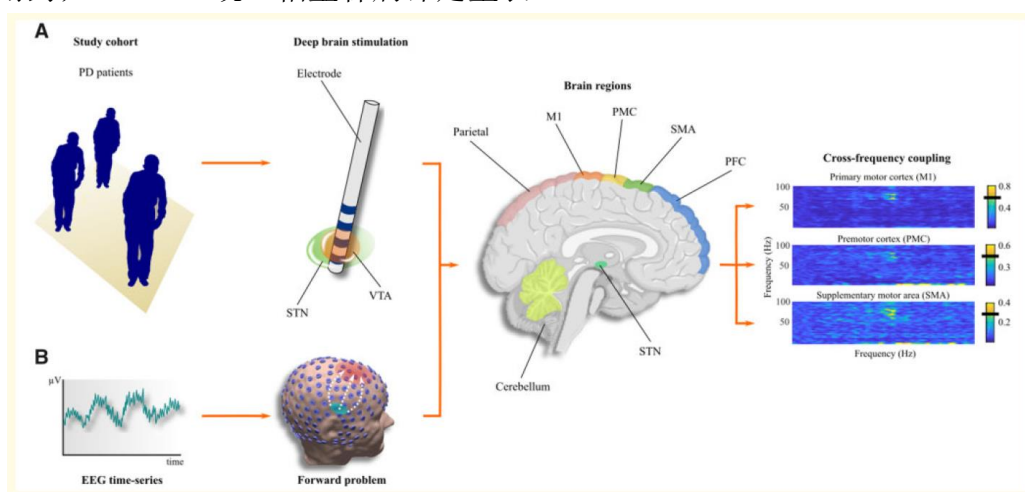 A
Study cohort
Deep brain stimulation
PD patients
Electrode
STN
VTA
Brain regions
Parietal
M1
PMC
SMA
PFC
Cerebellum
STN
Cross-frequency coupling
Primary motor cortex (M1)
100
50
0.8
0.4
Premotor cortex (PMC)
100
50
0.6
0.3
Supplementary motor area (SMA)
100
50
0.4
0.2
Frequency (Hz)
Frequency (Hz)
B
μV
time
EEG time-series
Forward problem